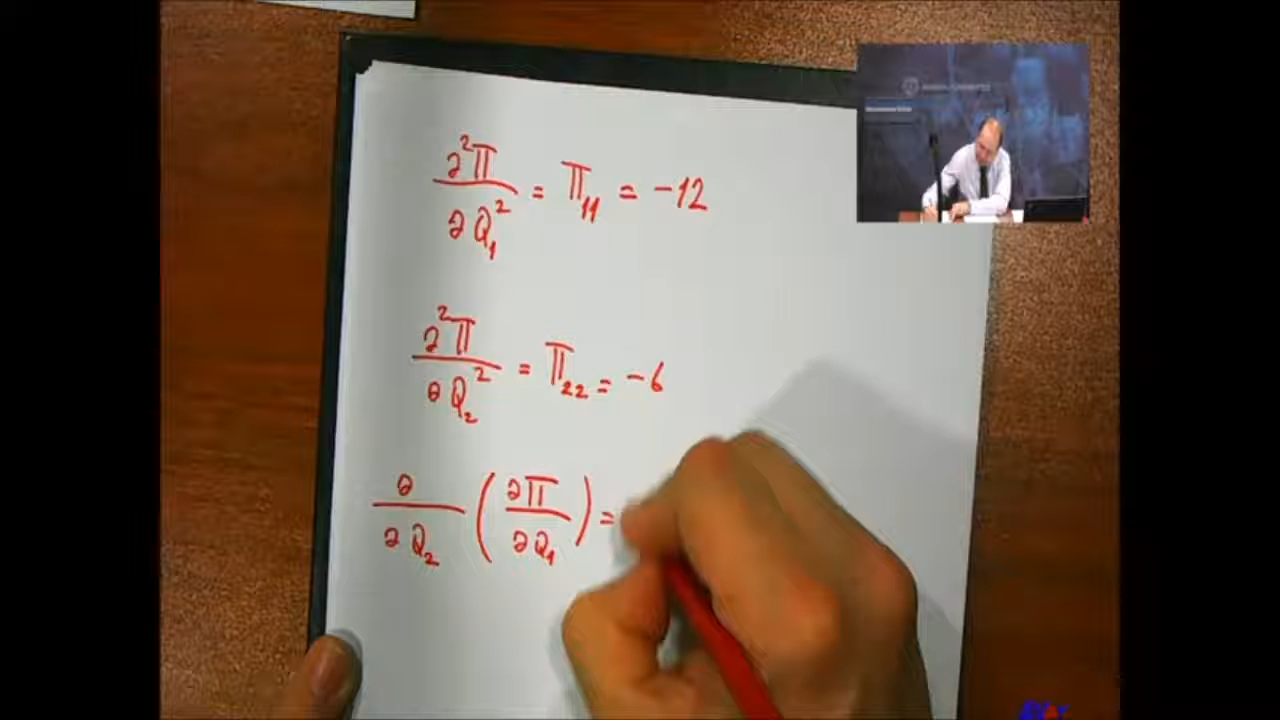 ∂²π/∂Q₁² = π₁₁ = -12
∂²π/∂Q₂² = π₂₂ = -6
∂/∂Q₂ (∂π/∂Q₁) =